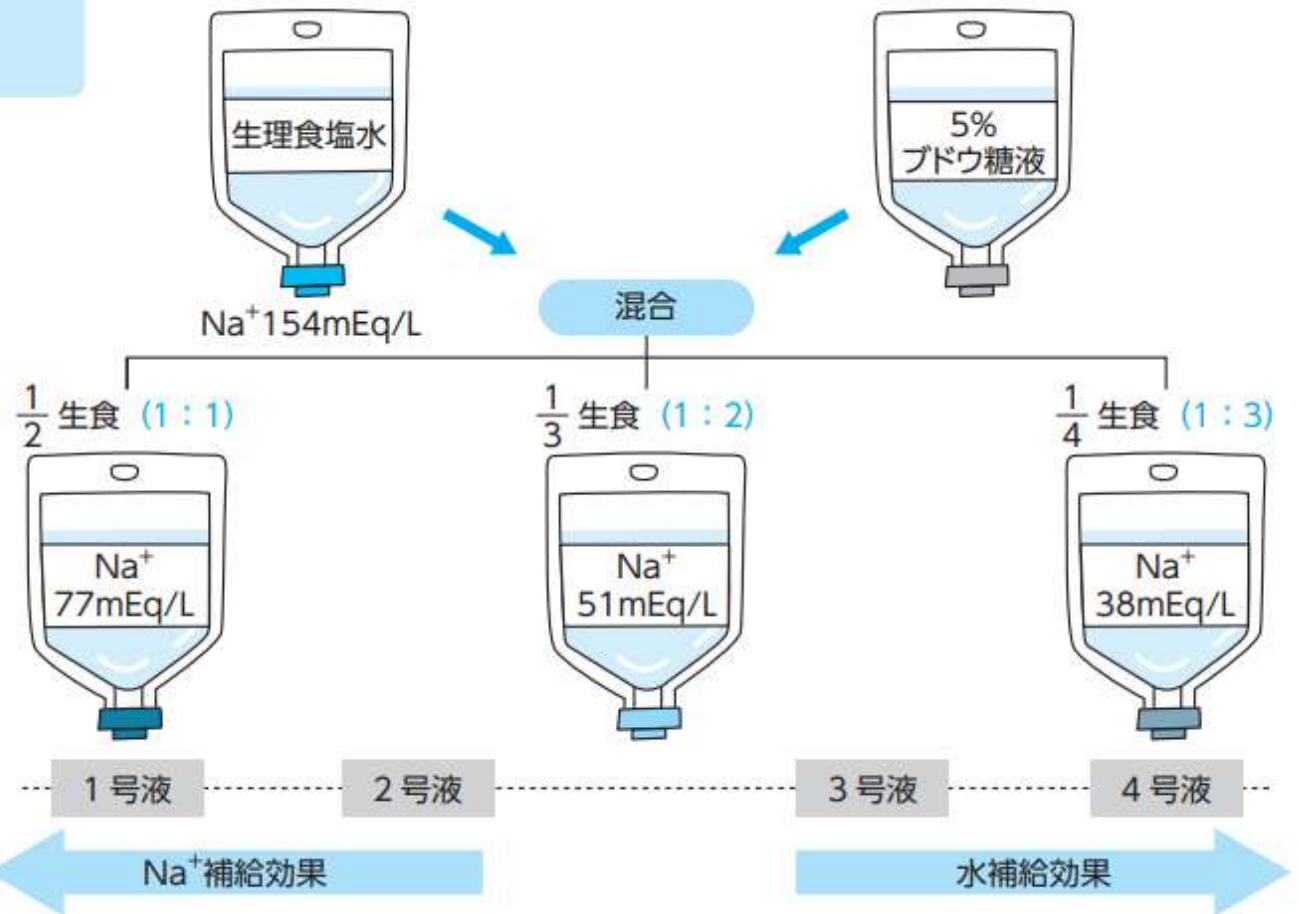 生理食塩水
5%
ブドウ糖液
Na⁺154mEq/L
混合
1/2 生食 (1:1)
1/3 生食 (1:2)
1/4 生食 (1:3)
Na⁺
77mEq/L
Na⁺
51mEq/L
Na⁺
38mEq/L
1号液
2号液
3号液
4号液
Na⁺補給効果
水補給効果